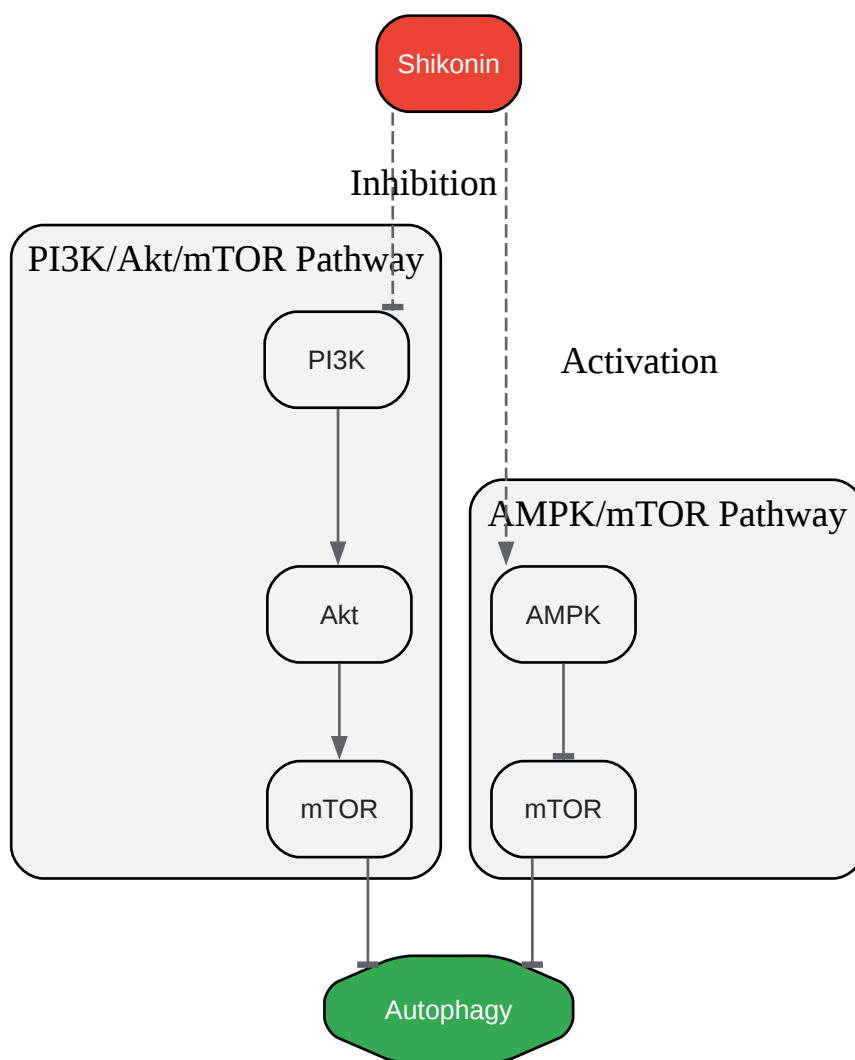 Shikonin
Inhibition
PI3K/Akt/mTOR Pathway
PI3K
Activation
AMPK/mTOR Pathway
Akt
AMPK
mTOR
mTOR
Autophagy